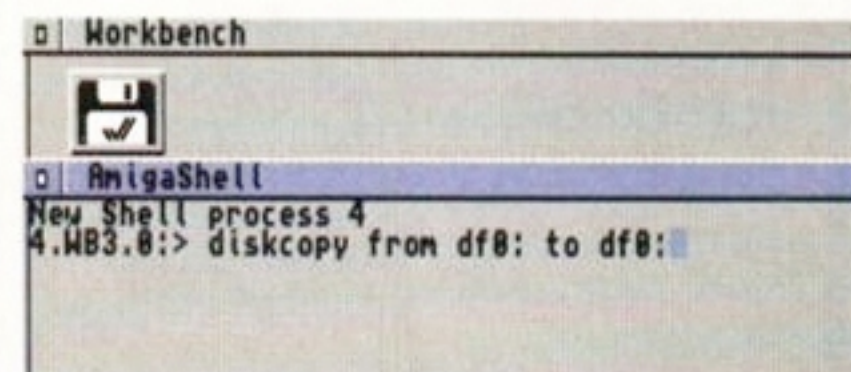 Workbench
AmigaShell
New Shell process 4
4.WB3.0:> diskcopy from df0: to df0: